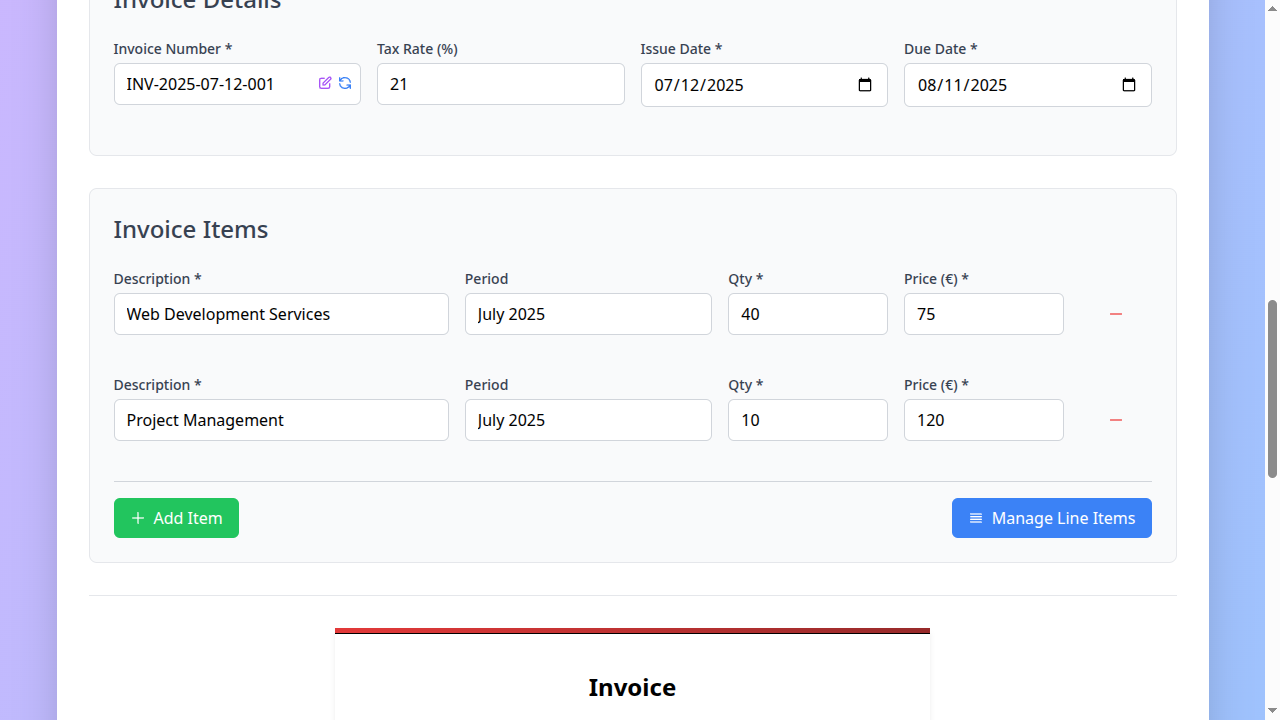 Invoice Details
Invoice Number * Tax Rate (%) Issue Date * Due Date *
INV-2025-07-12-001 21 07/12/2025 08/11/2025
Invoice Items
Description * Period Qty * Price (€) *
Web Development Services July 2025 40 75
Description * Period Qty * Price (€) *
Project Management July 2025 10 120
Add Item Manage Line Items
Invoice